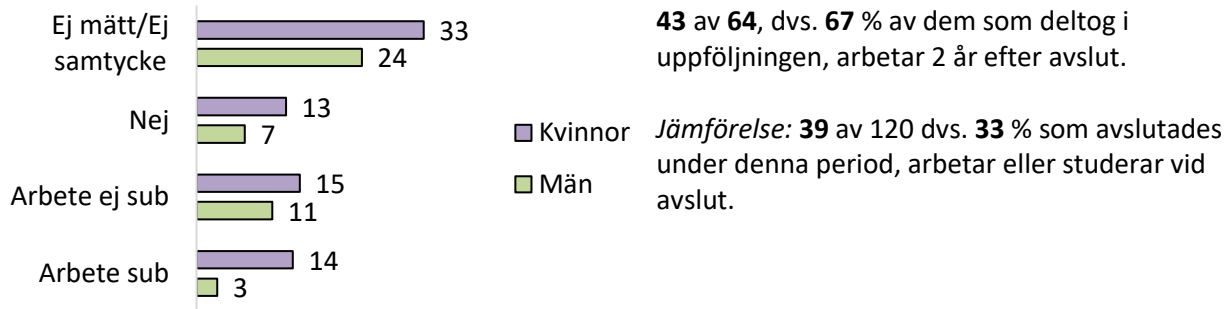 Ej mätt/Ej
samtycke
33
24
Nej
13
7
Arbete ej sub
15
11
Arbete sub
14
3
Kvinnor
Män
43 av 64, dvs. 67 % av dem som deltog i
uppföljningen, arbetar 2 år efter avslut.
Jämförelse: 39 av 120 dvs. 33 % som avslutades
under denna period, arbetar eller studerar vid
avslut.